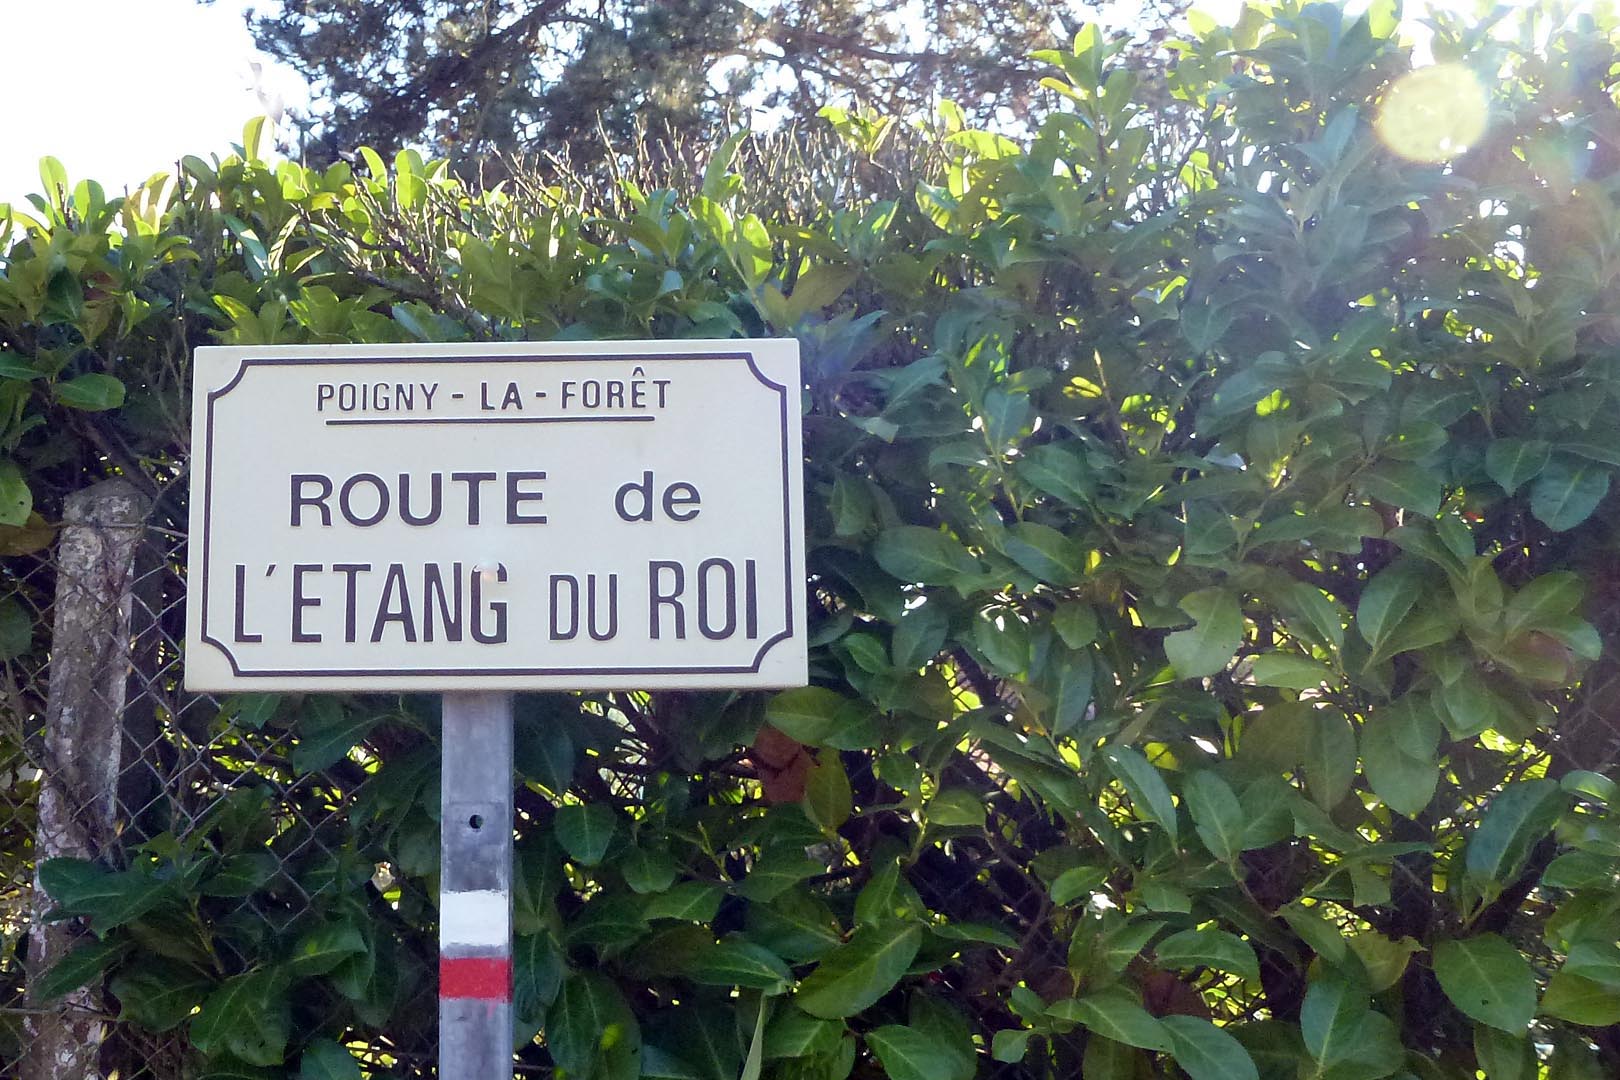 POIGNY - LA - FORÊT
ROUTE de
L'ETANG DU ROI